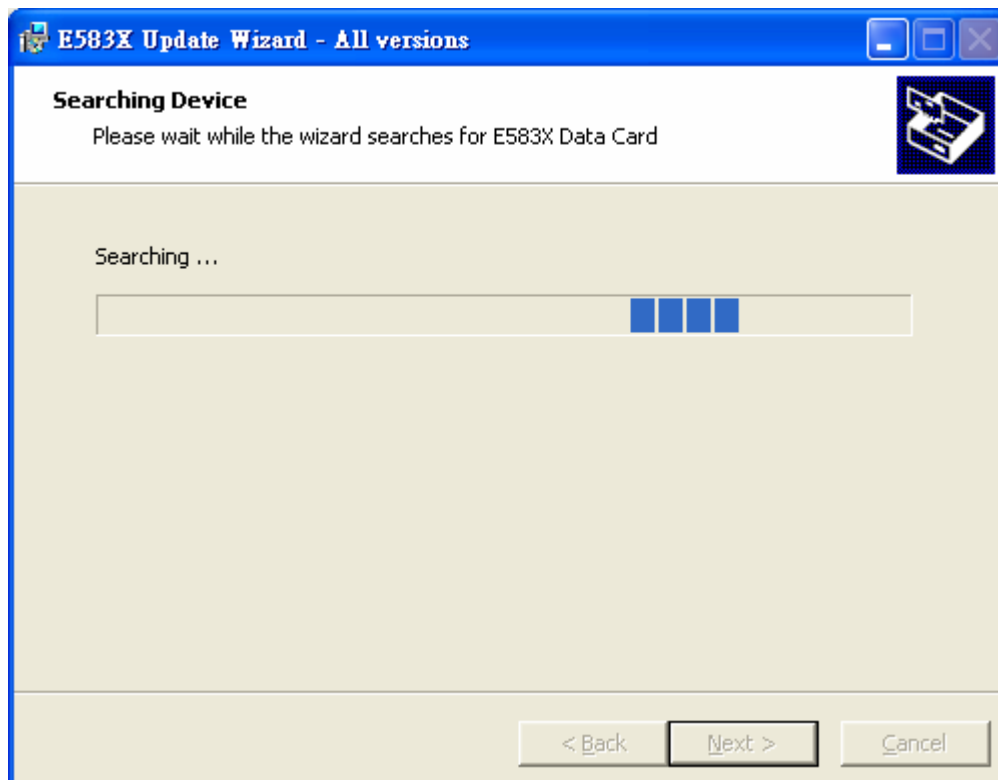 E583X Update Wizard - All versions
Searching Device
Please wait while the wizard searches for E583X Data Card
Searching ...
< Back Next > Cancel